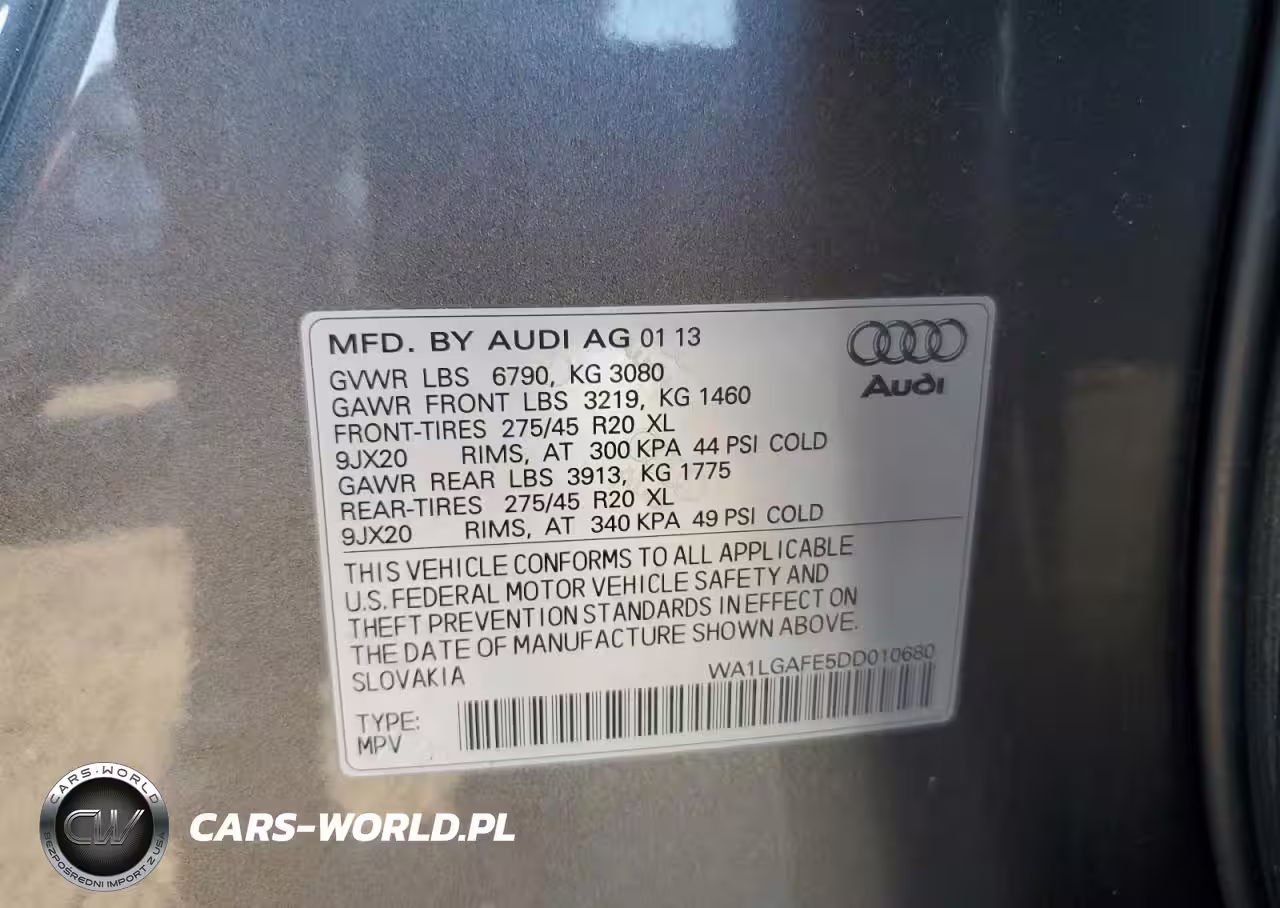 MFD. BY AUDI AG 01 13
Audi
GVWR LBS 6790, KG 3080
GAWR FRONT LBS 3219, KG 1460
FRONT-TIRES 275/45 R20 XL
9JX20 RIMS, AT 300 KPA 44 PSI COLD
GAWR REAR LBS 3913, KG 1775
REAR-TIRES 275/45 R20 XL
9JX20 RIMS, AT 340 KPA 49 PSI COLD
THIS VEHICLE CONFORMS TO ALL APPLICABLE
U.S. FEDERAL MOTOR VEHICLE SAFETY AND
THEFT PREVENTION STANDARDS IN EFFECT ON
THE DATE OF MANUFACTURE SHOWN ABOVE.
SLOVAKIA WA1LGAFE5DD010680
TYPE:
MPV
CARS-WORLD
CW
BEZPOŚREDNI IMPORT Z USA
CARS-WORLD.PL